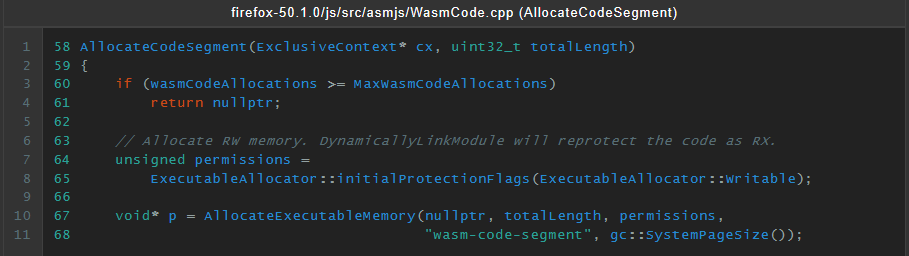 firefox-50.1.0/js/src/asmjs/WasmCode.cpp (AllocateCodeSegment)
1 58 AllocateCodeSegment(ExclusiveContext* cx, uint32_t totalLength)
2 59 {
3 60     if (wasmCodeAllocations >= MaxWasmCodeAllocations)
4 61         return nullptr;
5 62
6 63     // Allocate RW memory. DynamicallyLinkModule will reprotect the code as RX.
7 64     unsigned permissions =
8 65         ExecutableAllocator::initialProtectionFlags(ExecutableAllocator::Writable);
9 66
10 67     void* p = AllocateExecutableMemory(nullptr, totalLength, permissions,
11 68                                        "wasm-code-segment", gc::SystemPageSize());